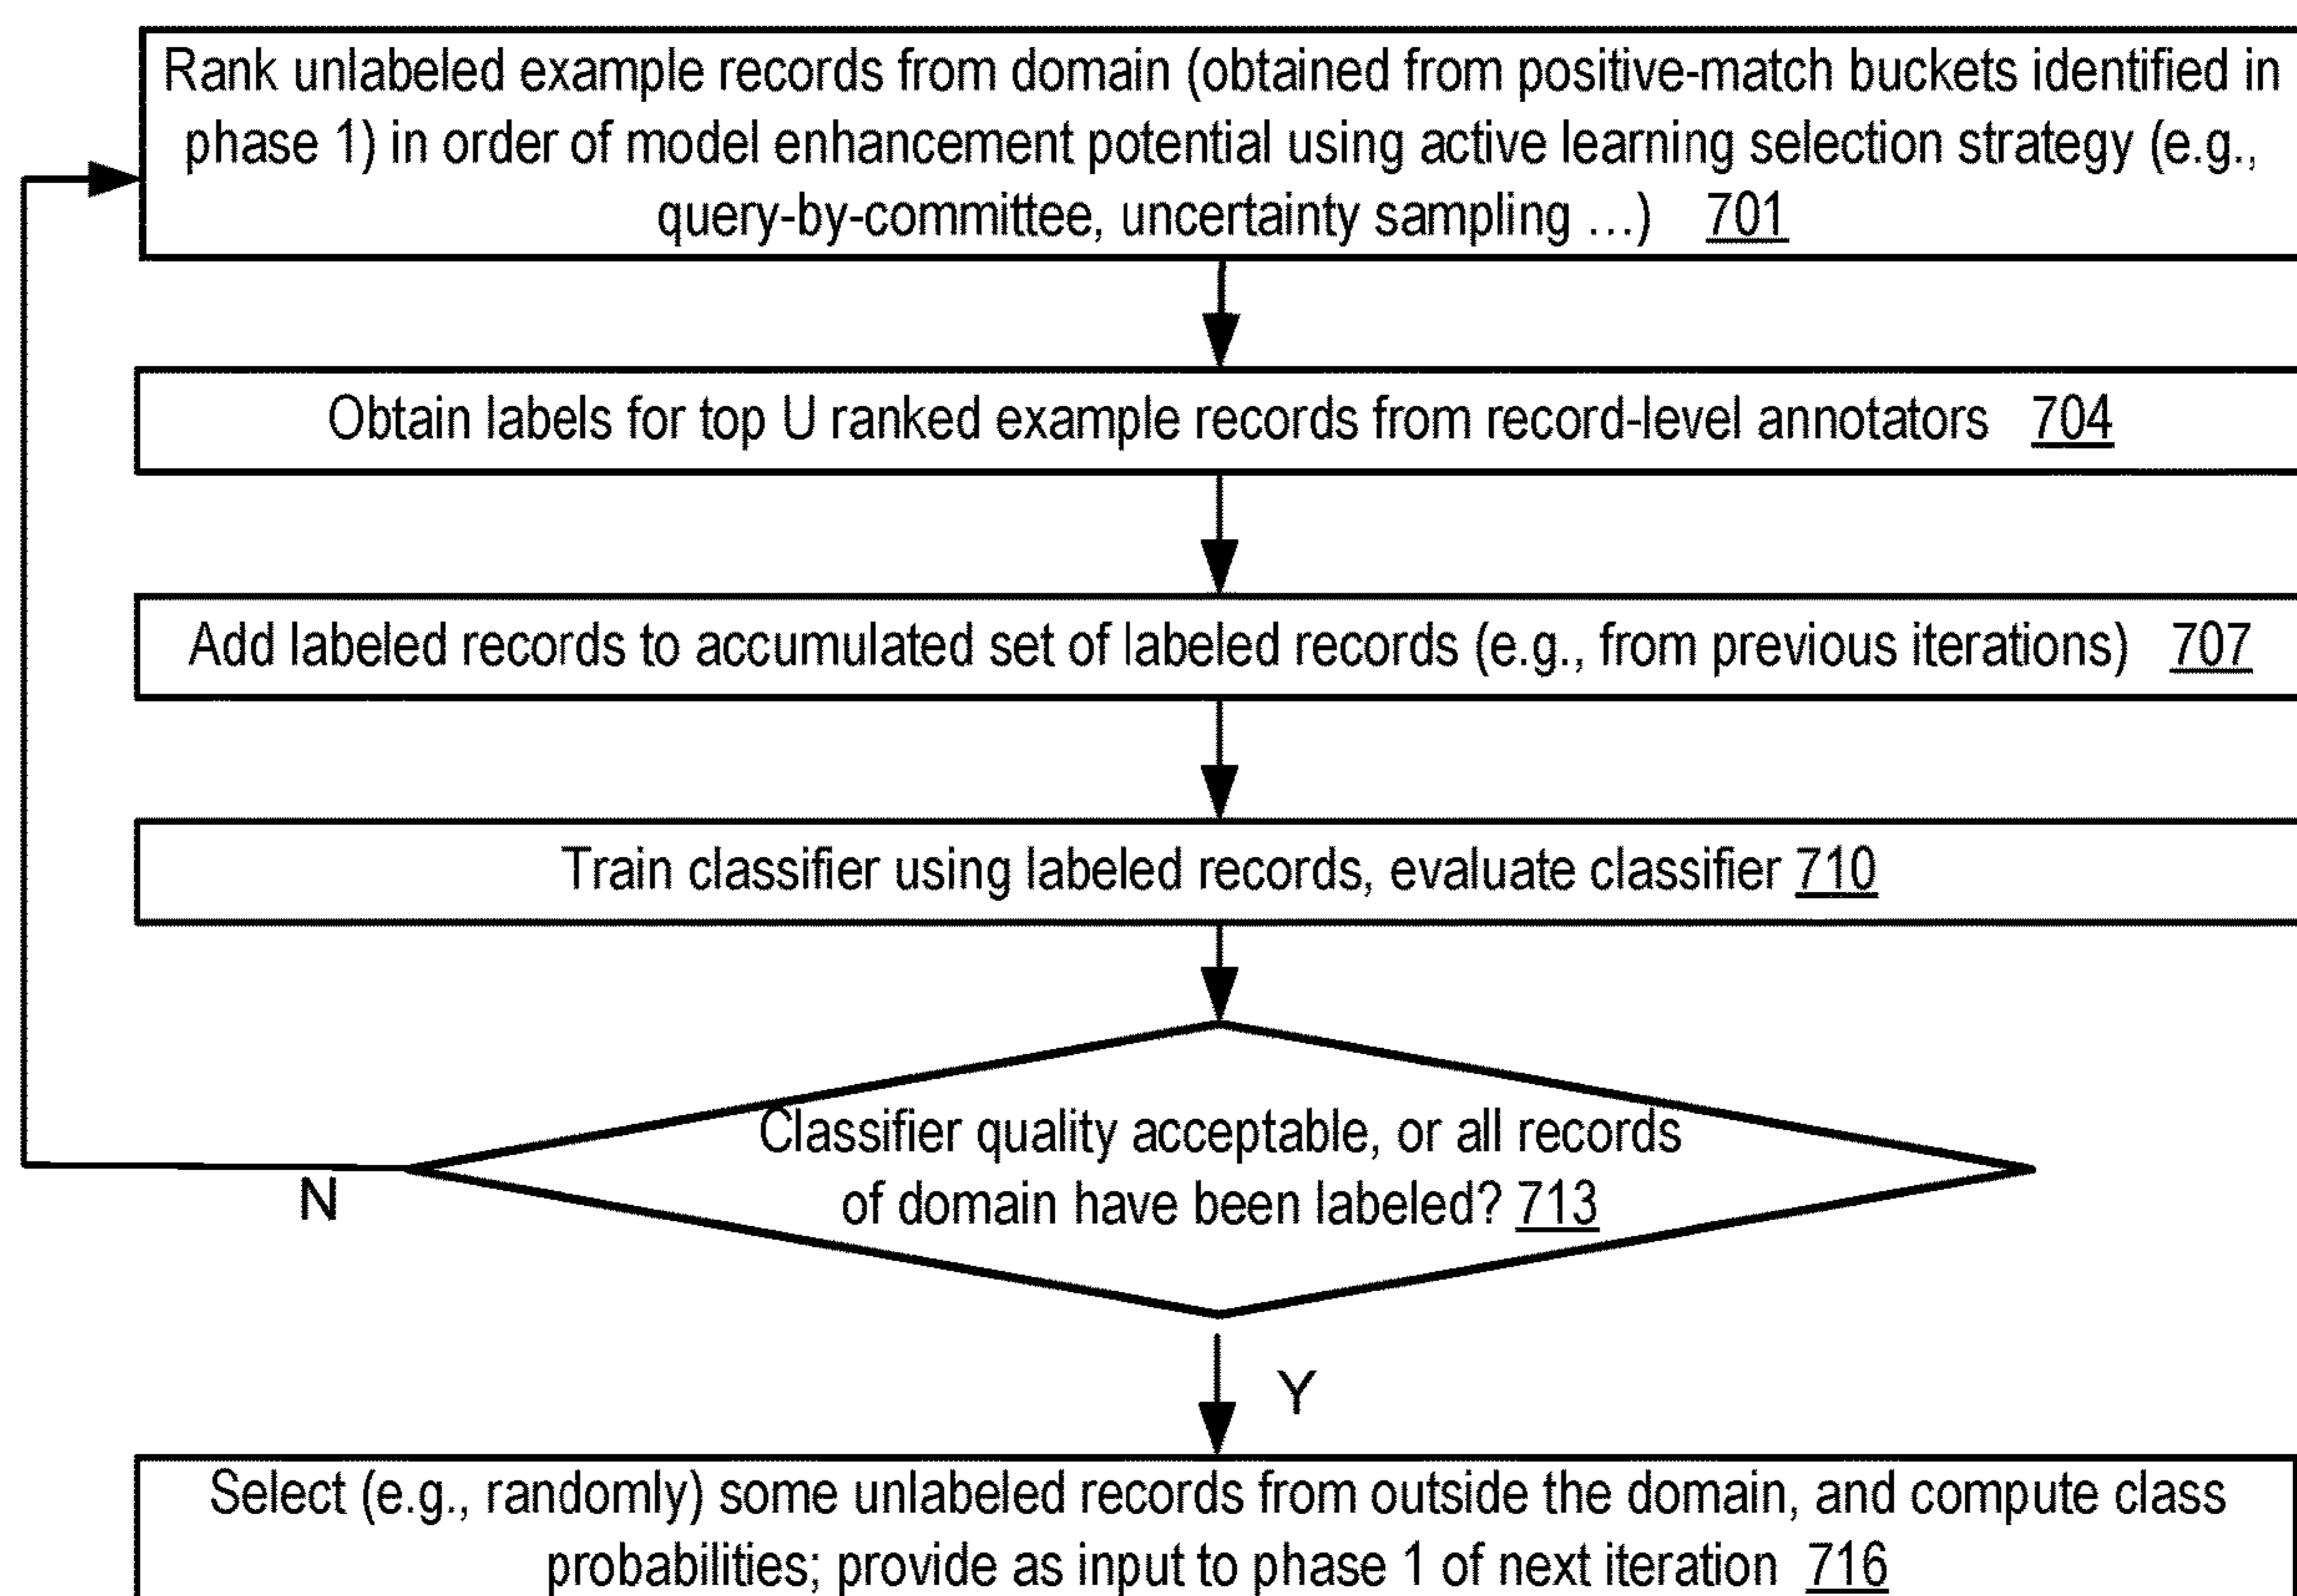 Rank unlabeled example records from domain (obtained from positive-match buckets identified in
phase 1) in order of model enhancement potential using active learning selection strategy (e.g.,
query-by-committee, uncertainty sampling …) 701
Obtain labels for top U ranked example records from record-level annotators 704
Add labeled records to accumulated set of labeled records (e.g., from previous iterations) 707
Train classifier using labeled records, evaluate classifier 710
Classifier quality acceptable, or all records
of domain have been labeled? 713
N
Y
Select (e.g., randomly) some unlabeled records from outside the domain, and compute class
probabilities; provide as input to phase 1 of next iteration 716